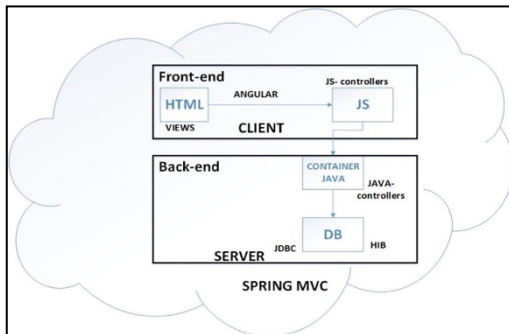 Front-end
JS- controllers
HTML
ANGULAR
JS
VIEWS
CLIENT
Back-end
CONTAINER
JAVA
JAVA-
controllers
DB
JDBC
HIB
SERVER
SPRING MVC